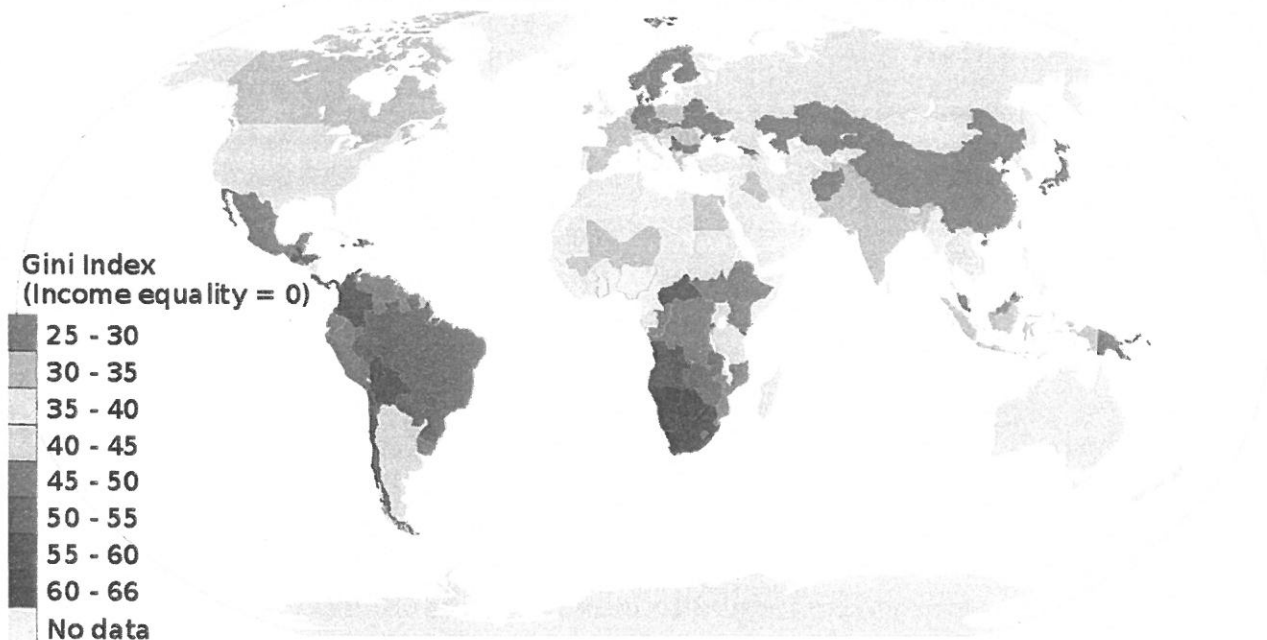 Gini Index
(Income equality = 0)
25 - 30
30 - 35
35 - 40
40 - 45
45 - 50
50 - 55
55 - 60
60 - 66
No data